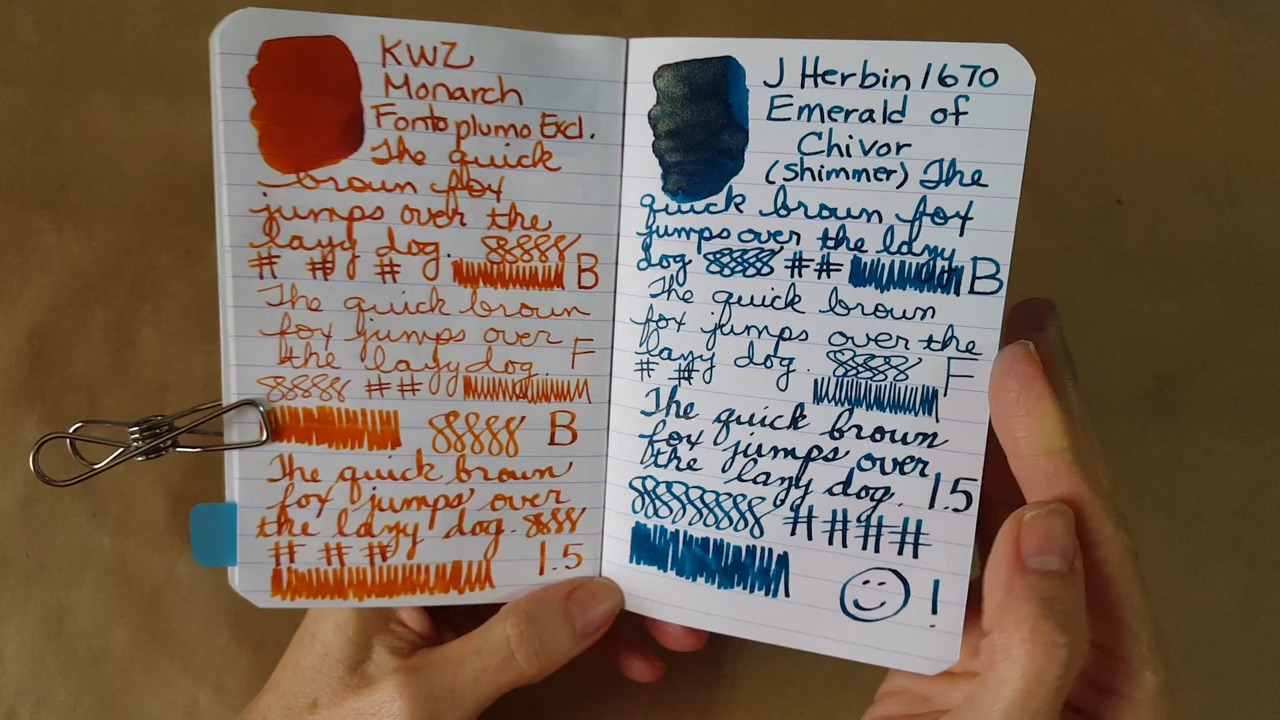 KWZ
Monarch
Fontoplumo Excl.
The quick
brown fox
jumps over the
lazy dog. 8888
# # # B
The quick brown
fox jumps over
the lazy dog. F
8888 # #
8888 B
The quick brown
fox jumps over
the lazy dog. 888
# # # 1.5
J Herbin 1670
Emerald of
Chivor
(shimmer) The
quick brown fox
jumps over the lazy
dog 8888 # # B
The quick brown
fox jumps over the
lazy dog. 8888 F
# #
The quick brown
fox jumps over
the lazy dog. 1.5
88888888 # # # #
!